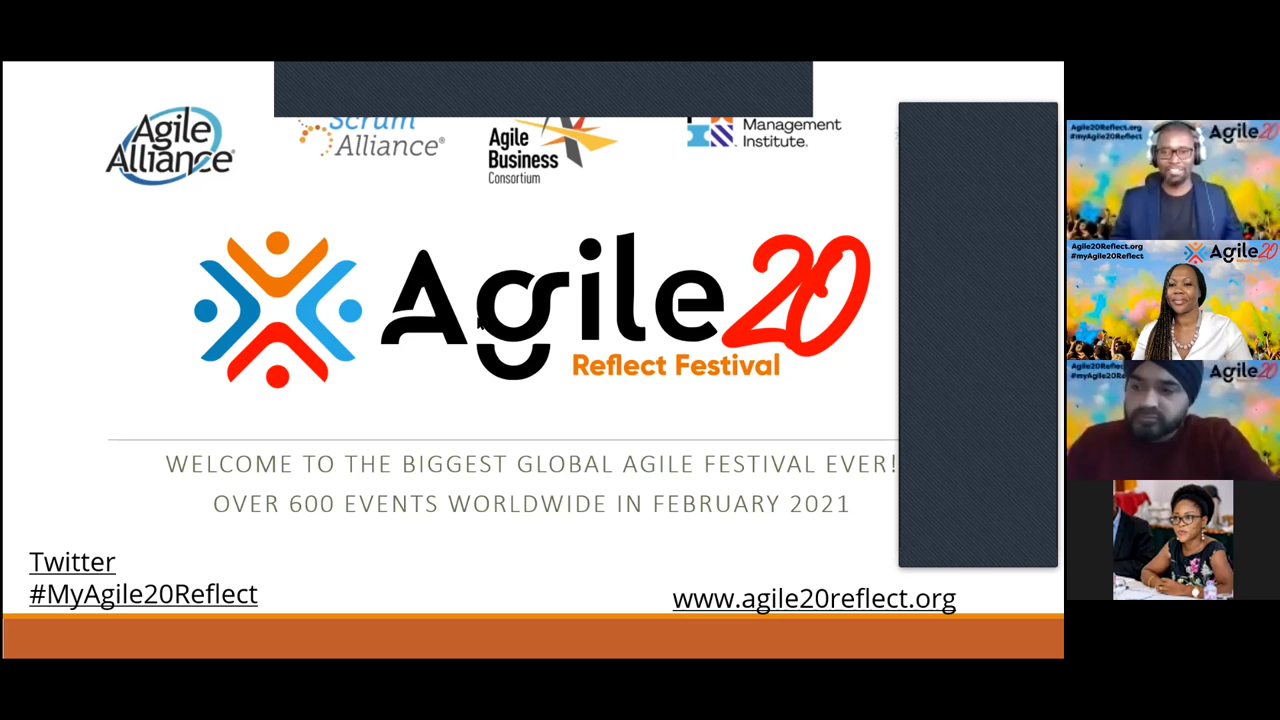 Agile
Alliance®
Scrum
Alliance®
Agile
Business
Consortium
Management
Institute.
Agile20
Reflect Festival
WELCOME TO THE BIGGEST GLOBAL AGILE FESTIVAL EVER!
OVER 600 EVENTS WORLDWIDE IN FEBRUARY 2021
Twitter
#MyAgile20Reflect
www.agile20reflect.org
Agile20Reflect.org
#myAgile20Reflect
Agile20
Agile20Reflect.org
#myAgile20Reflect
Agile20
Agile20